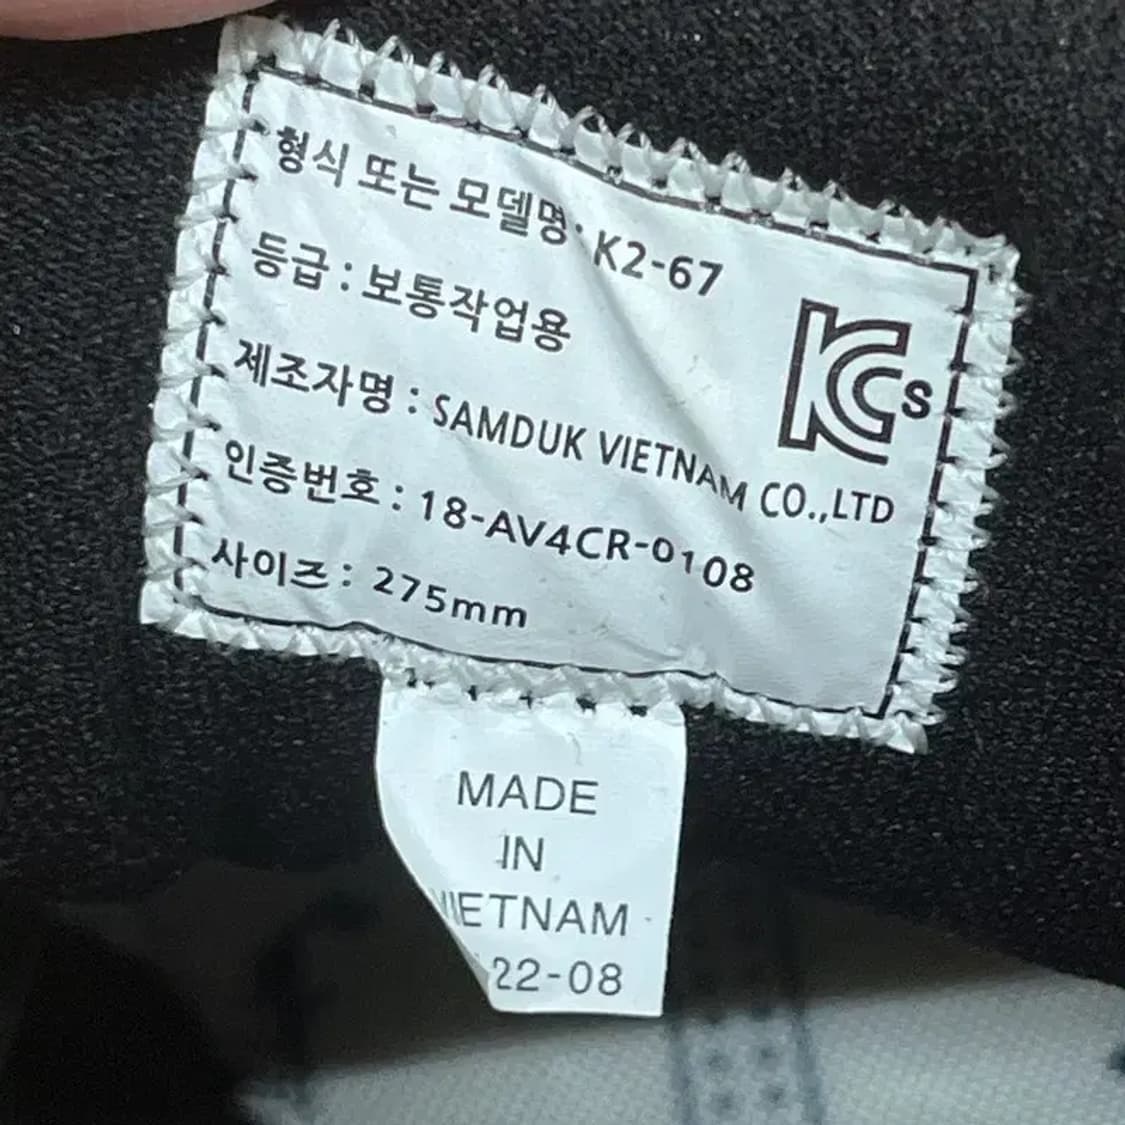 형식 또는 모델명: K2-67
등급 : 보통작업용
제조자명 : SAMDUK VIETNAM CO.,LTD
인증번호 : 18-AV4CR-0108
사이즈 : 275mm
KCs
MADE
IN
VIETNAM
22-08